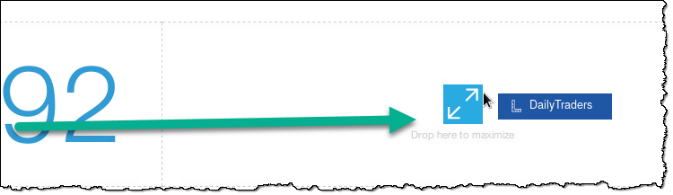 92
DailyTraders
Drop here to maximize